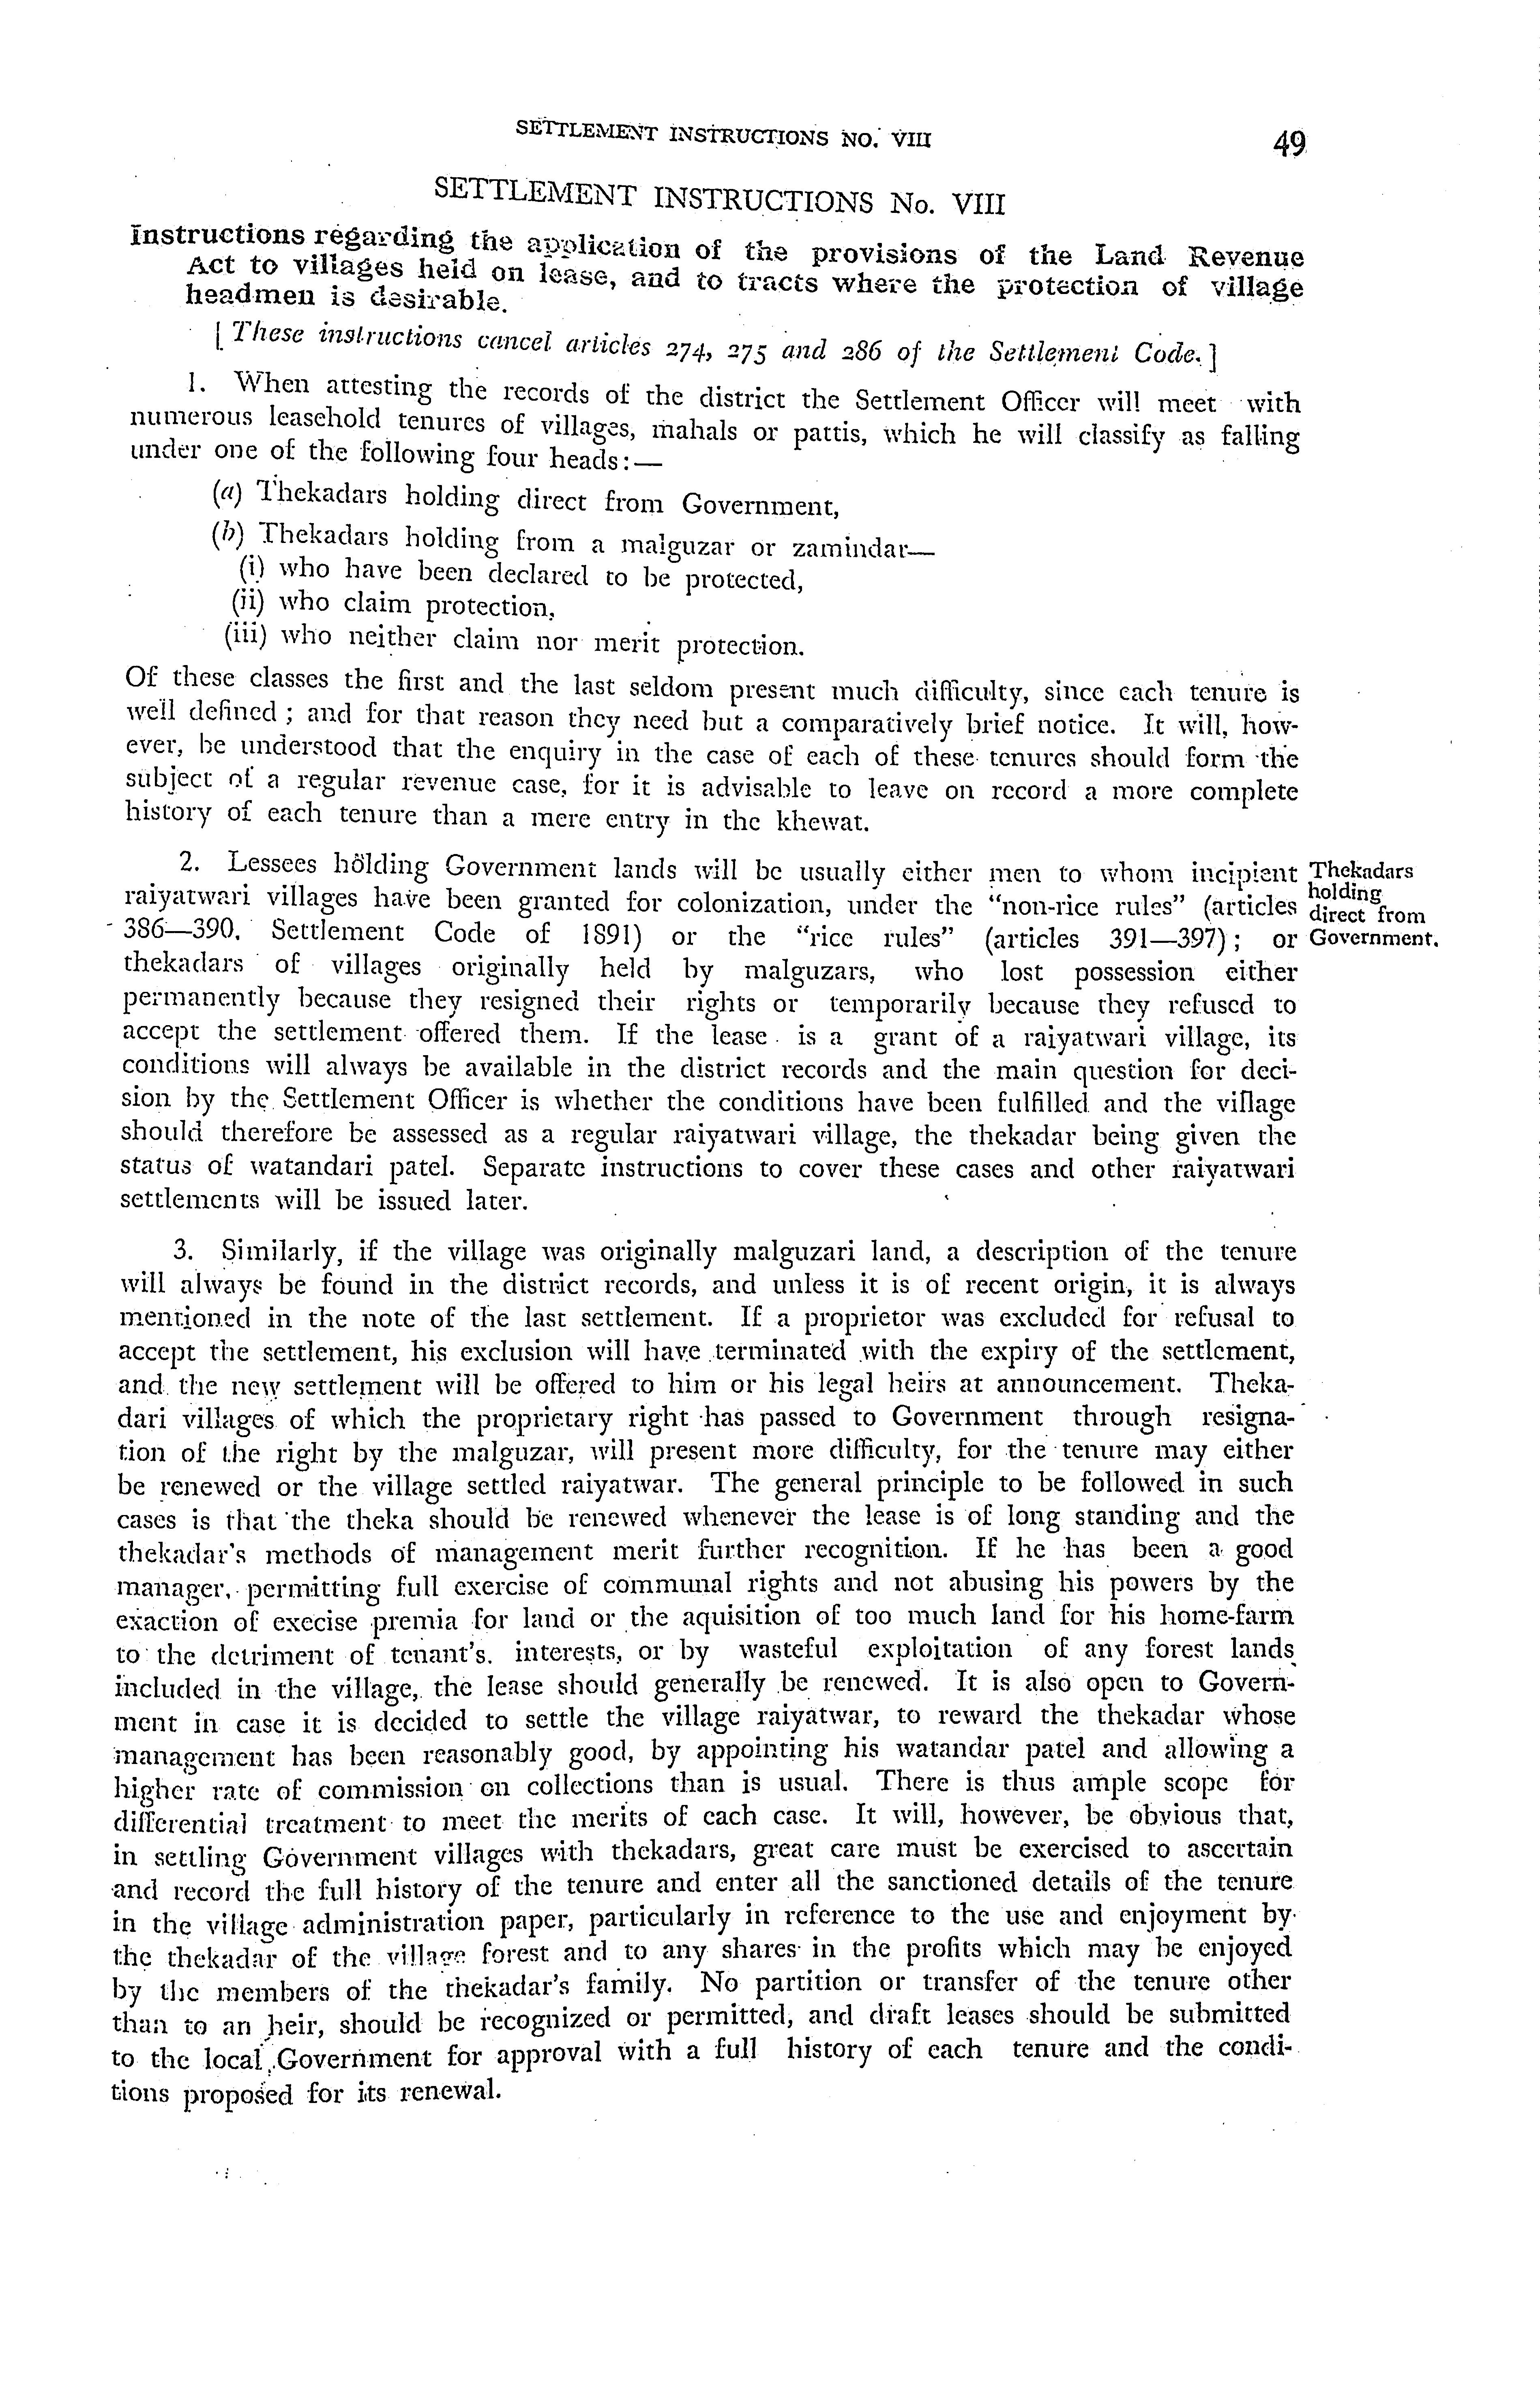 SETTLEMENT INSTRUCTIONS NO. VIII
49
SETTLEMENT INSTRUCTIONS No. VIII
Instructions regarding the application of the provisions of the Land Revenue
Act to villages held on lease, and to tracts where the protection of village
headmen is desirable.
[ These instructions cancel articles 274, 275 and 286 of the Settlement Code. ]
1. When attesting the records of the district the Settlement Officer will meet with
numerous leasehold tenures of villages, mahals or pattis, which he will classify as falling
under one of the following four heads:—
(a) Thekadars holding direct from Government,
(b) Thekadars holding from a malguzar or zamindar—
(i) who have been declared to be protected,
(ii) who claim protection,
(iii) who neither claim nor merit protection.
Of these classes the first and the last seldom present much difficulty, since each tenure is
well defined ; and for that reason they need but a comparatively brief notice. It will, how-
ever, be understood that the enquiry in the case of each of these tenures should form the
subject of a regular revenue case, for it is advisable to leave on record a more complete
history of each tenure than a mere entry in the khewat.
2. Lessees holding Government lands will be usually either men to whom incipient
raiyatwari villages have been granted for colonization, under the "non-rice rules" (articles
386—390. Settlement Code of 1891) or the "rice rules" (articles 391—397) ; or
thekadars of villages originally held by malguzars, who lost possession either
permanently because they resigned their rights or temporarily because they refused to
accept the settlement offered them. If the lease is a grant of a raiyatwari village, its
conditions will always be available in the district records and the main question for deci-
sion by the Settlement Officer is whether the conditions have been fulfilled and the village
should therefore be assessed as a regular raiyatwari village, the thekadar being given the
status of watandari patel. Separate instructions to cover these cases and other raiyatwari
settlements will be issued later.
Thekadars
holding
direct from
Government.
3. Similarly, if the village was originally malguzari land, a description of the tenure
will always be found in the district records, and unless it is of recent origin, it is always
mentioned in the note of the last settlement. If a proprietor was excluded for refusal to
accept the settlement, his exclusion will have terminated with the expiry of the settlement,
and the new settlement will be offered to him or his legal heirs at announcement. Theka-
dari villages of which the proprietary right has passed to Government through resigna-
tion of the right by the malguzar, will present more difficulty, for the tenure may either
be renewed or the village settled raiyatwar. The general principle to be followed in such
cases is that the theka should be renewed whenever the lease is of long standing and the
thekadar's methods of management merit further recognition. If he has been a good
manager, permitting full exercise of communal rights and not abusing his powers by the
exaction of execise premia for land or the aquisition of too much land for his home-farm
to the detriment of tenant's. interests, or by wasteful exploitation of any forest lands
included in the village, the lease should generally be renewed. It is also open to Govern-
ment in case it is decided to settle the village raiyatwar, to reward the thekadar whose
management has been reasonably good, by appointing his watandar patel and allowing a
higher rate of commission on collections than is usual. There is thus ample scope for
differential treatment to meet the merits of each case. It will, however, be obvious that,
in settling Government villages with thekadars, great care must be exercised to ascertain
and record the full history of the tenure and enter all the sanctioned details of the tenure
in the village administration paper, particularly in reference to the use and enjoyment by
the thekadar of the village forest and to any shares in the profits which may be enjoyed
by the members of the thekadar's family. No partition or transfer of the tenure other
than to an heir, should be recognized or permitted, and draft leases should be submitted
to the local Government for approval with a full history of each tenure and the condi-
tions proposed for its renewal.